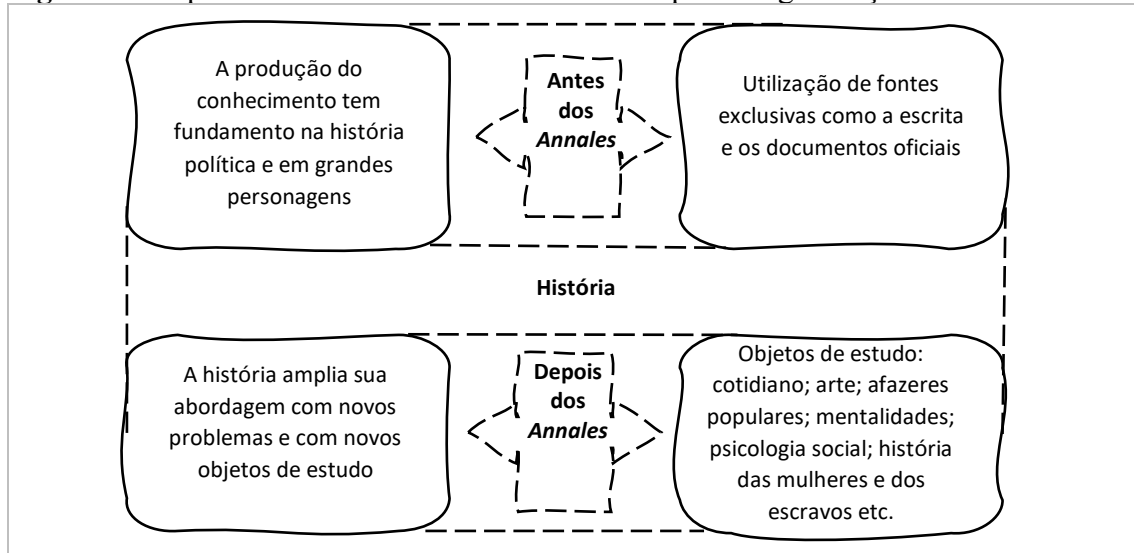 A produção do
conhecimento tem
fundamento na história
política e em grandes
personagens
Antes
dos
Annales
Utilização de fontes
exclusivas como a escrita
e os documentos oficiais
História
A história amplia sua
abordagem com novos
problemas e com novos
objetos de estudo
Depois
dos
Annales
Objetos de estudo:
cotidiano; arte; afazeres
populares; mentalidades;
psicologia social; história
das mulheres e dos
escravos etc.